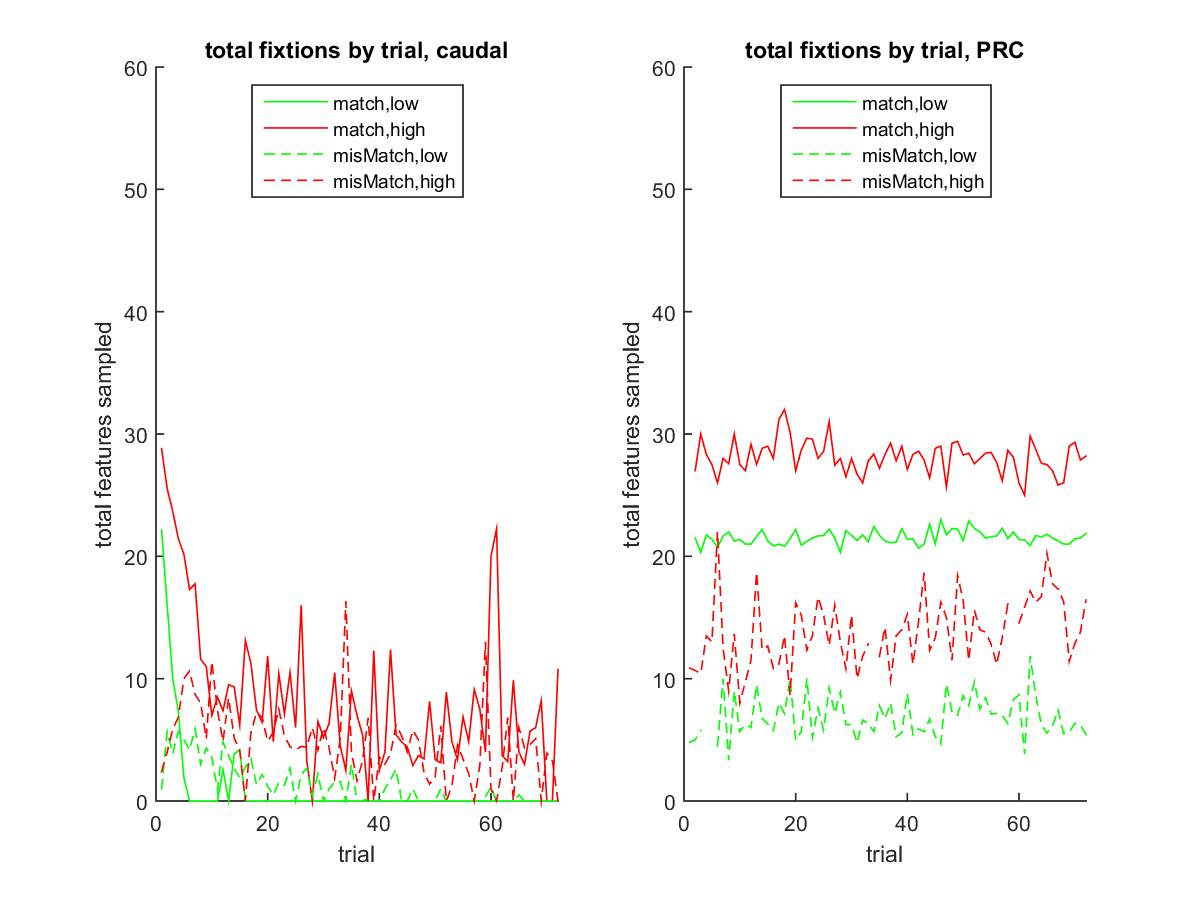 total fixtions by trial, caudal
60
50
40
30
20
10
0
total features sampled
match,low
match,high
misMatch,low
misMatch,high
0 20 40 60
trial
total fixtions by trial, PRC
60
50
40
30
20
10
0
total features sampled
match,low
match,high
misMatch,low
misMatch,high
0 20 40 60
trial